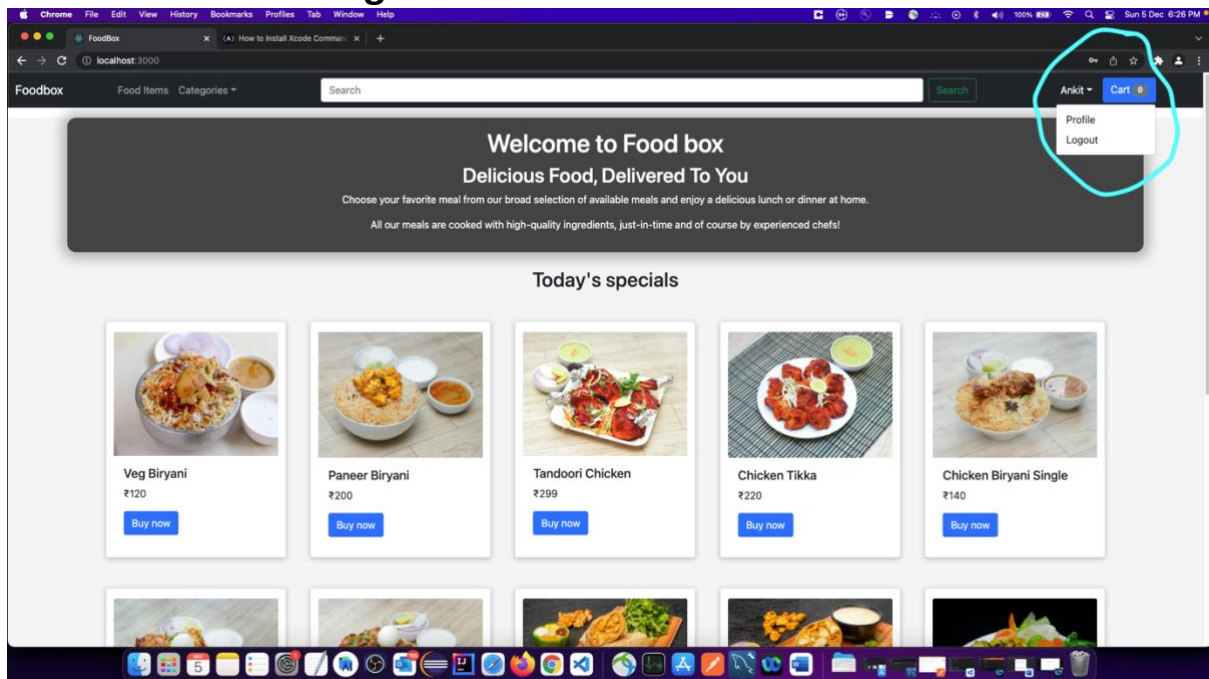 Chrome File Edit View History Bookmarks Profiles Tab Window Help 100% Sun 5 Dec 6:26 PM
FoodBox How to Install Xcode Comman
localhost:3000
Foodbox Food Items Categories Search Search Ankit Cart 0
Profile
Logout
Welcome to Food box
Delicious Food, Delivered To You
Choose your favorite meal from our broad selection of available meals and enjoy a delicious lunch or dinner at home.
All our meals are cooked with high-quality ingredients, just-in-time and of course by experienced chefs!
Today's specials
Veg Biryani Paneer Biryani Tandoori Chicken Chicken Tikka Chicken Biryani Single
₹120 ₹200 ₹299 ₹220 ₹140
Buy now Buy now Buy now Buy now Buy now
DEC
5